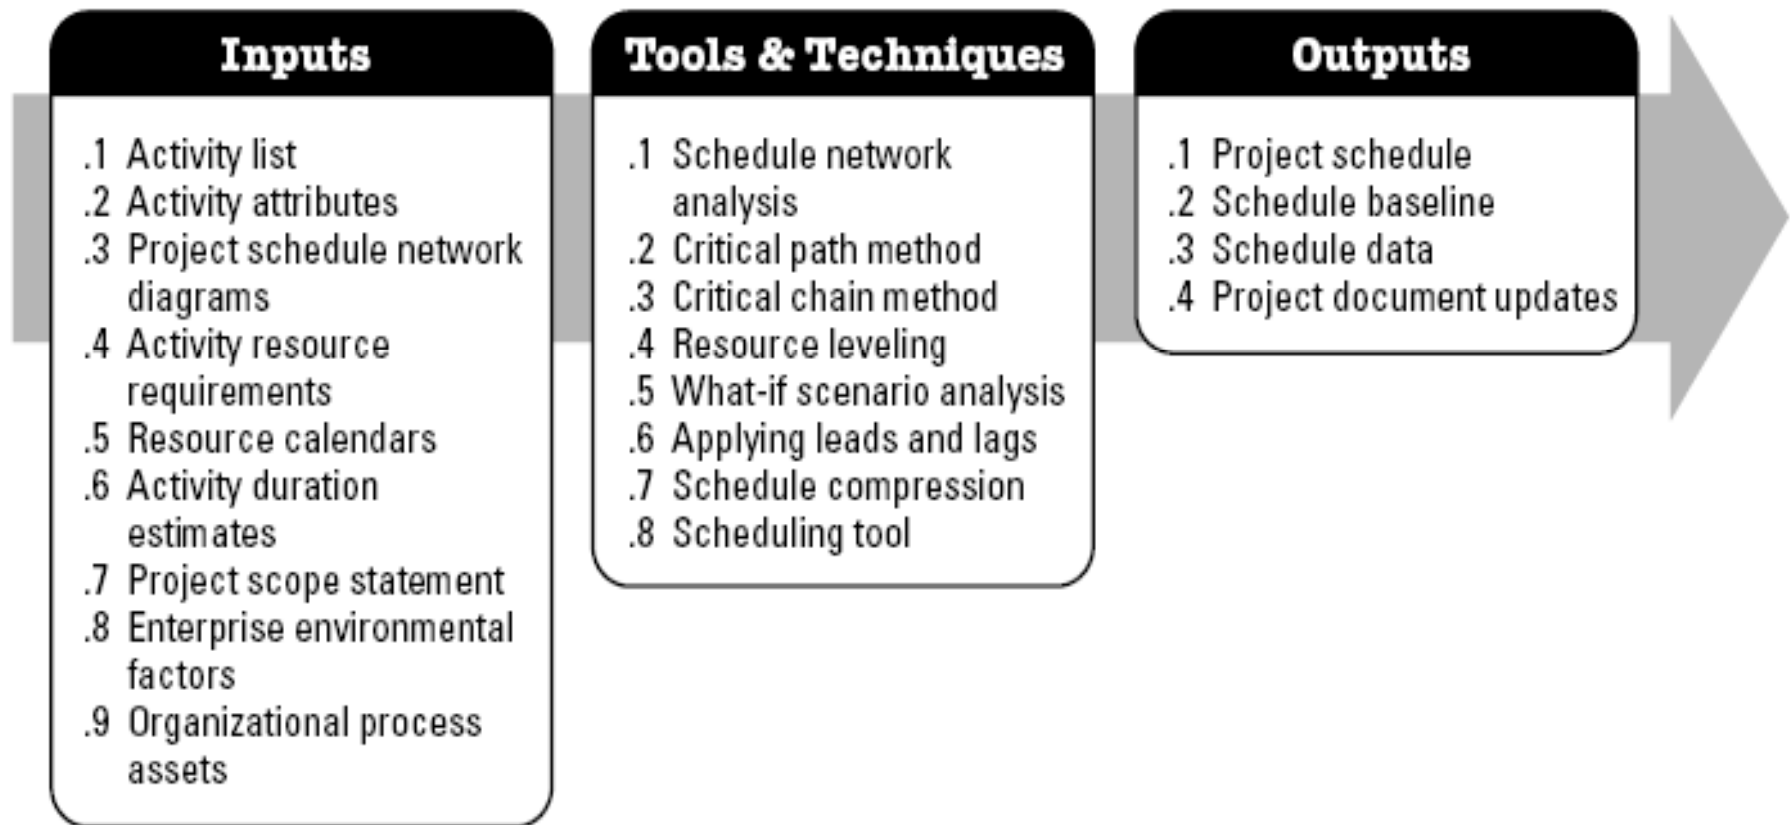 Inputs
.1 Activity list
.2 Activity attributes
.3 Project schedule network
diagrams
.4 Activity resource
requirements
.5 Resource calendars
.6 Activity duration
estimates
.7 Project scope statement
.8 Enterprise environmental
factors
.9 Organizational process
assets
Tools & Techniques
.1 Schedule network
analysis
.2 Critical path method
.3 Critical chain method
.4 Resource leveling
.5 What-if scenario analysis
.6 Applying leads and lags
.7 Schedule compression
.8 Scheduling tool
Outputs
.1 Project schedule
.2 Schedule baseline
.3 Schedule data
.4 Project document updates